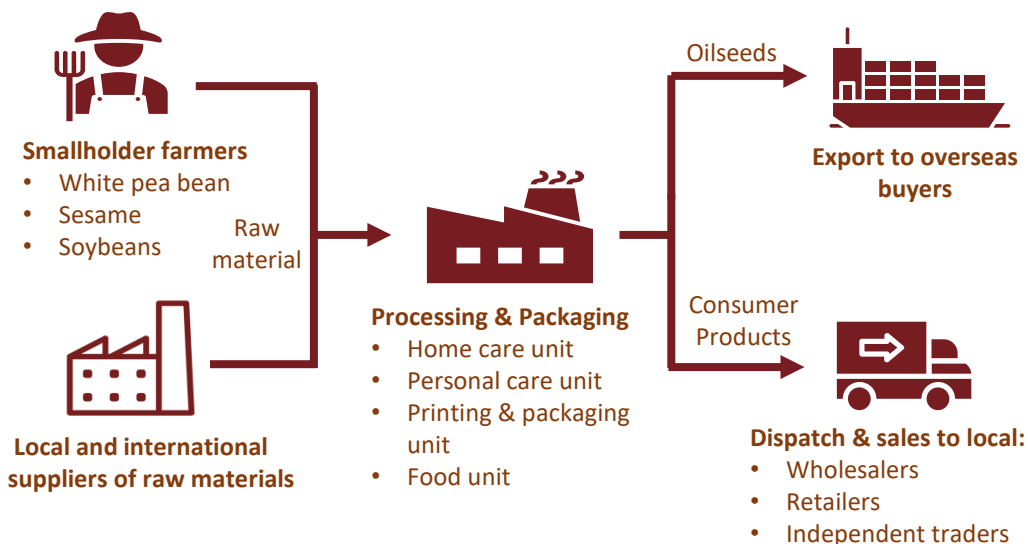 Smallholder farmers
• White pea bean
• Sesame
• Soybeans
Raw
material
Local and international
suppliers of raw materials
Processing & Packaging
• Home care unit
• Personal care unit
• Printing & packaging
unit
• Food unit
Oilseeds
Export to overseas
buyers
Consumer
Products
Dispatch & sales to local:
• Wholesalers
• Retailers
• Independent traders